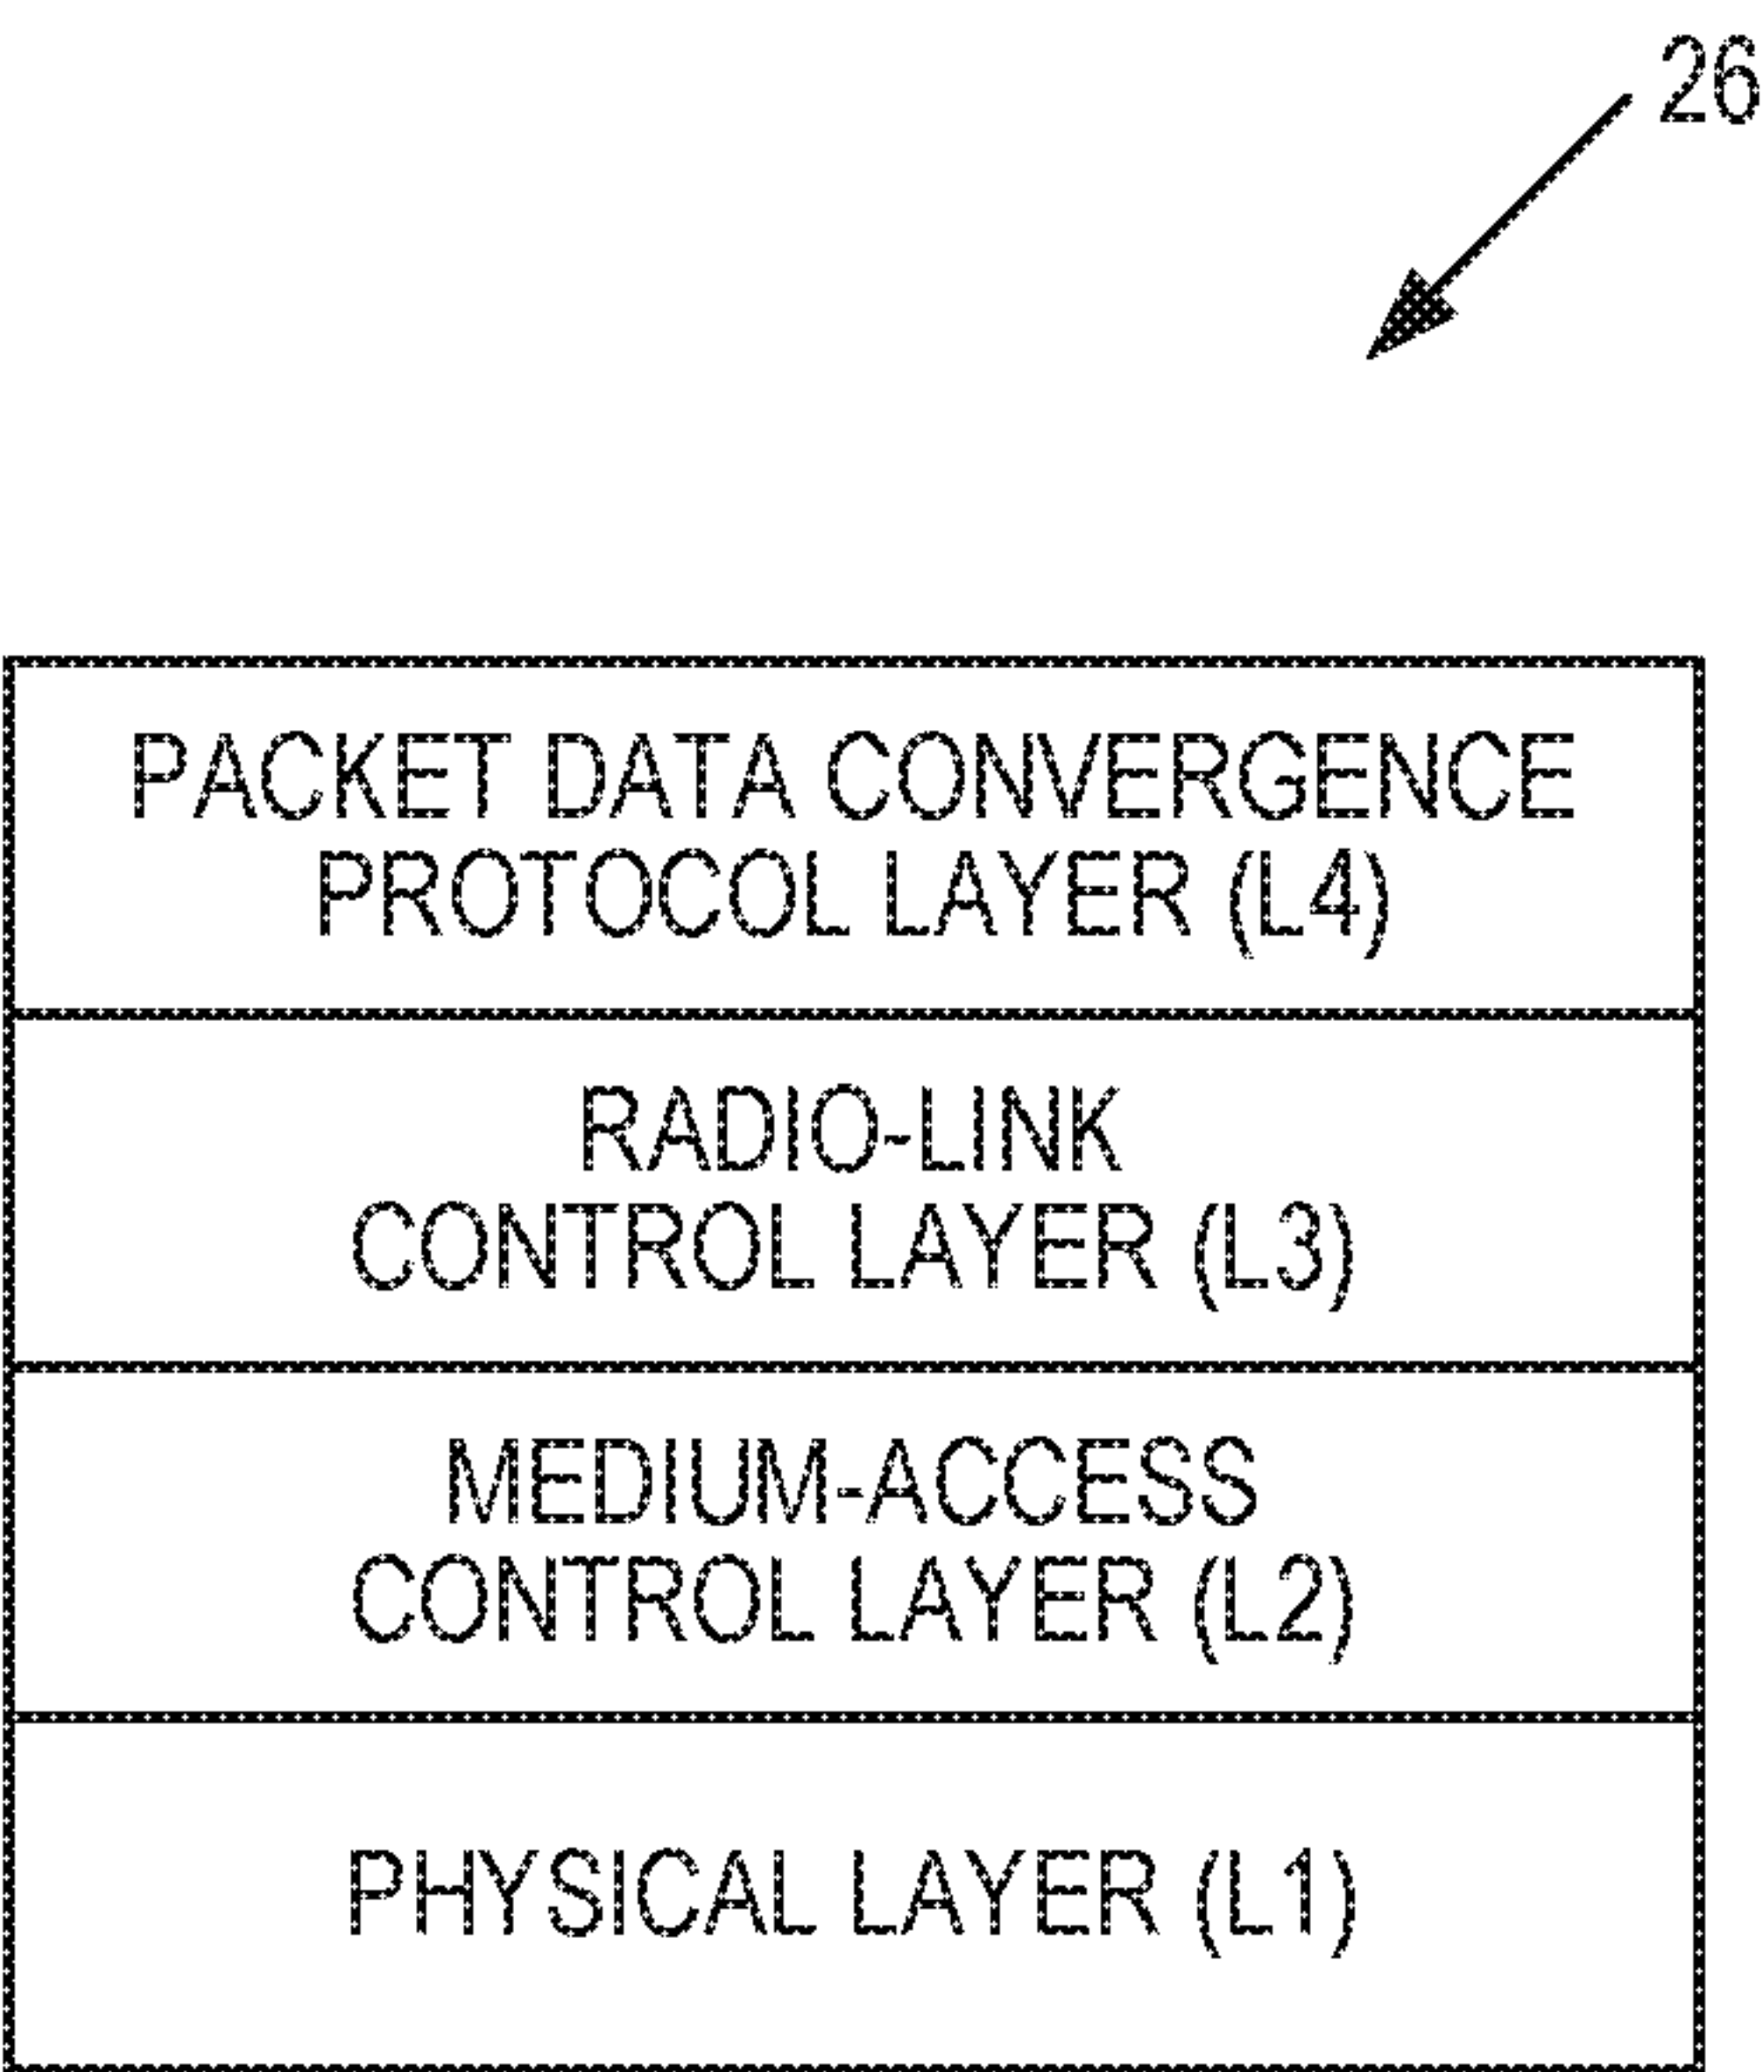 26
PACKET DATA CONVERGENCE
PROTOCOL LAYER (L4)
RADIO-LINK
CONTROL LAYER (L3)
MEDIUM-ACCESS
CONTROL LAYER (L2)
PHYSICAL LAYER (L1)